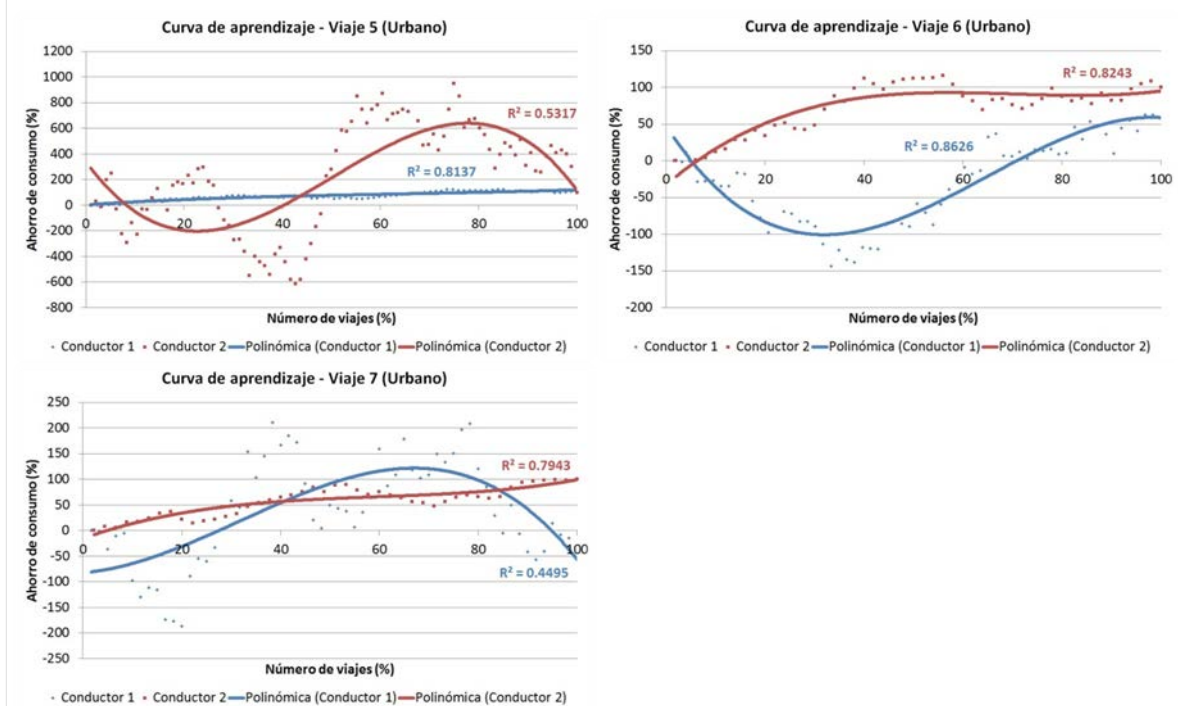 Curva de aprendizaje - Viaje 5 (Urbano)
Ahorro de consumo (%)
1200
1000
800
600
400
200
0
-200
-400
-600
-800
0
20
40
60
80
100
R² = 0.5317
R² = 0.8137
Número de viajes (%)
Conductor 1 Conductor 2 Polinómica (Conductor 1) Polinómica (Conductor 2)
Curva de aprendizaje - Viaje 6 (Urbano)
Ahorro de consumo (%)
150
100
50
0
-50
-100
-150
-200
0
20
40
60
80
100
R² = 0.8243
R² = 0.8626
Número de viajes (%)
Conductor 1 Conductor 2 Polinómica (Conductor 1) Polinómica (Conductor 2)
Curva de aprendizaje - Viaje 7 (Urbano)
Ahorro de consumo (%)
250
200
150
100
50
0
-50
-100
-150
-200
-250
0
20
40
60
80
100
R² = 0.7943
R² = 0.4495
Número de viajes (%)
Conductor 1 Conductor 2 Polinómica (Conductor 1) Polinómica (Conductor 2)